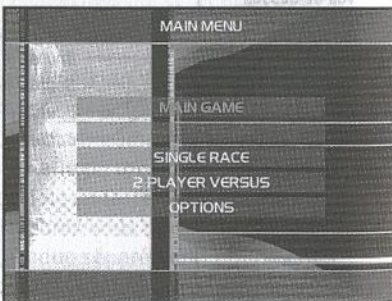 MAIN MENU
MAIN GAME
SINGLE RACE
2 PLAYER VERSUS
OPTIONS